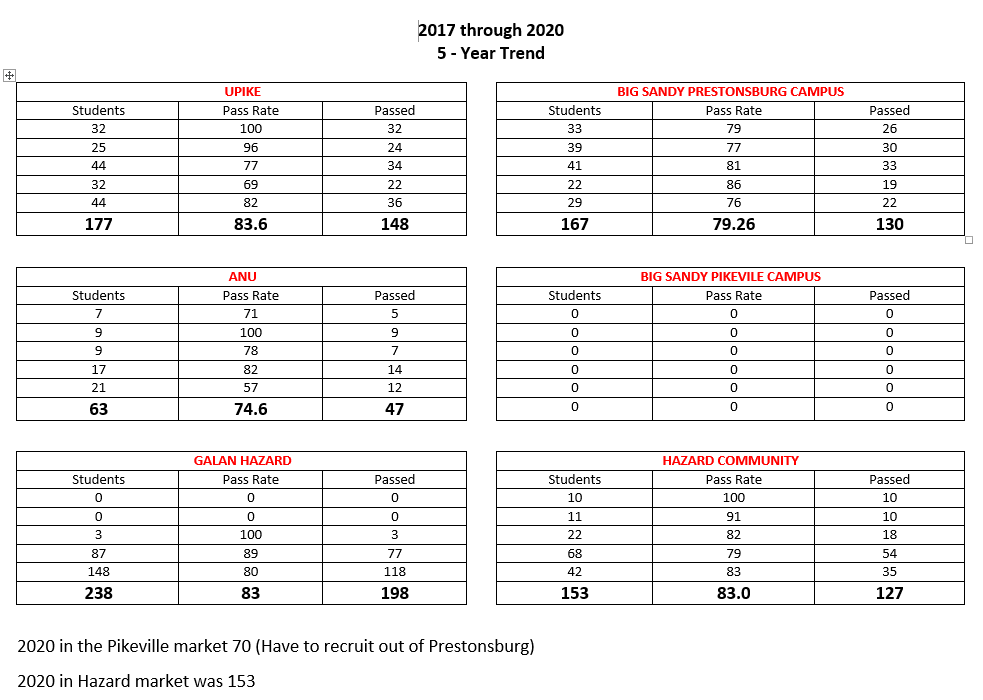 2017 through 2020
5 - Year Trend
UPIKE
Students Pass Rate Passed
32 100 32
25 96 24
44 77 34
32 69 22
44 82 36
177 83.6 148
BIG SANDY PRESTONSBURG CAMPUS
Students Pass Rate Passed
33 79 26
39 77 30
41 81 33
22 86 19
29 76 22
167 79.26 130
ANU
Students Pass Rate Passed
7 71 5
9 100 9
9 78 7
17 82 14
21 57 12
63 74.6 47
BIG SANDY PIKEVILE CAMPUS
Students Pass Rate Passed
0 0 0
0 0 0
0 0 0
0 0 0
0 0 0
0 0 0
GALAN HAZARD
Students Pass Rate Passed
0 0 0
0 0 0
3 100 3
87 89 77
148 80 118
238 83 198
HAZARD COMMUNITY
Students Pass Rate Passed
10 100 10
11 91 10
22 82 18
68 79 54
42 83 35
153 83.0 127
2020 in the Pikeville market 70 (Have to recruit out of Prestonsburg)
2020 in Hazard market was 153